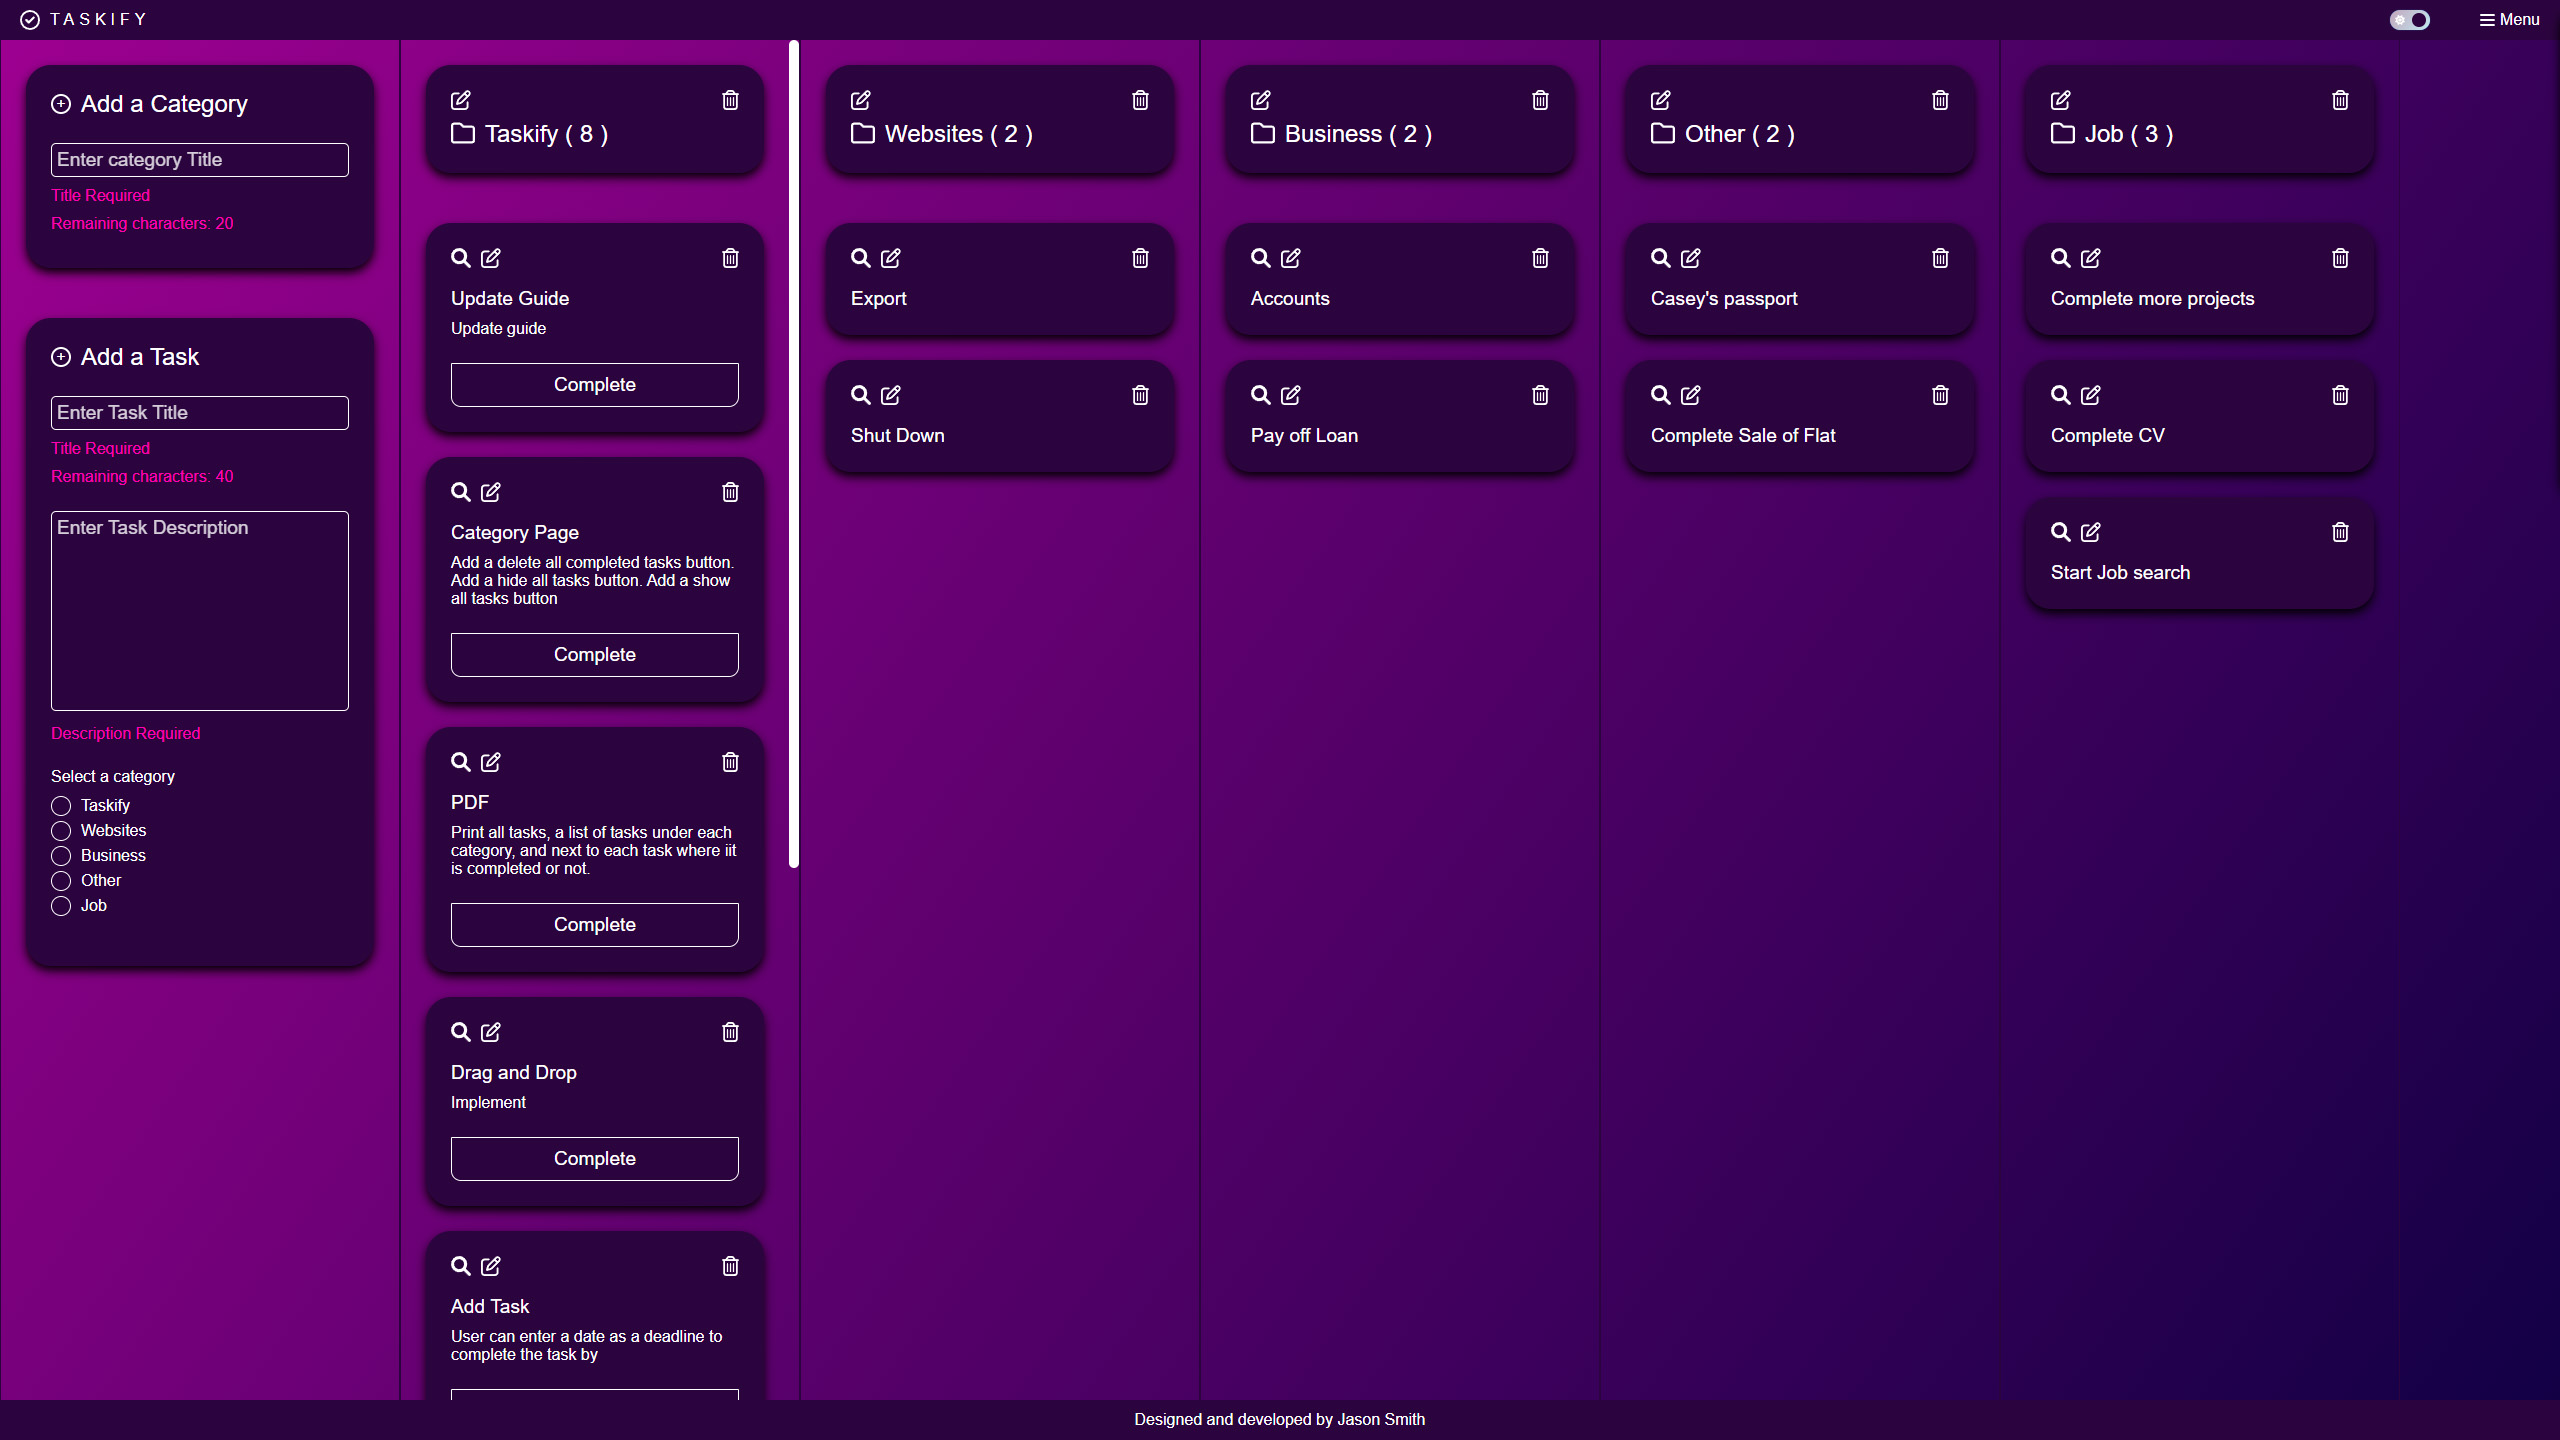 TASKIFY
Menu
Add a Category
Enter category Title
Title Required
Remaining characters: 20
Add a Task
Enter Task Title
Title Required
Remaining characters: 40
Enter Task Description
Description Required
Select a category
Taskify
Websites
Business
Other
Job
Taskify ( 8 )
Update Guide
Update guide
Complete
Category Page
Add a delete all completed tasks button.
Add a hide all tasks button. Add a show
all tasks button
Complete
PDF
Print all tasks, a list of tasks under each
category, and next to each task where iit
is completed or not.
Complete
Drag and Drop
Implement
Complete
Add Task
User can enter a date as a deadline to
complete the task by
Websites ( 2 )
Export
Shut Down
Business ( 2 )
Accounts
Pay off Loan
Other ( 2 )
Casey's passport
Complete Sale of Flat
Job ( 3 )
Complete more projects
Complete CV
Start Job search
Designed and developed by Jason Smith